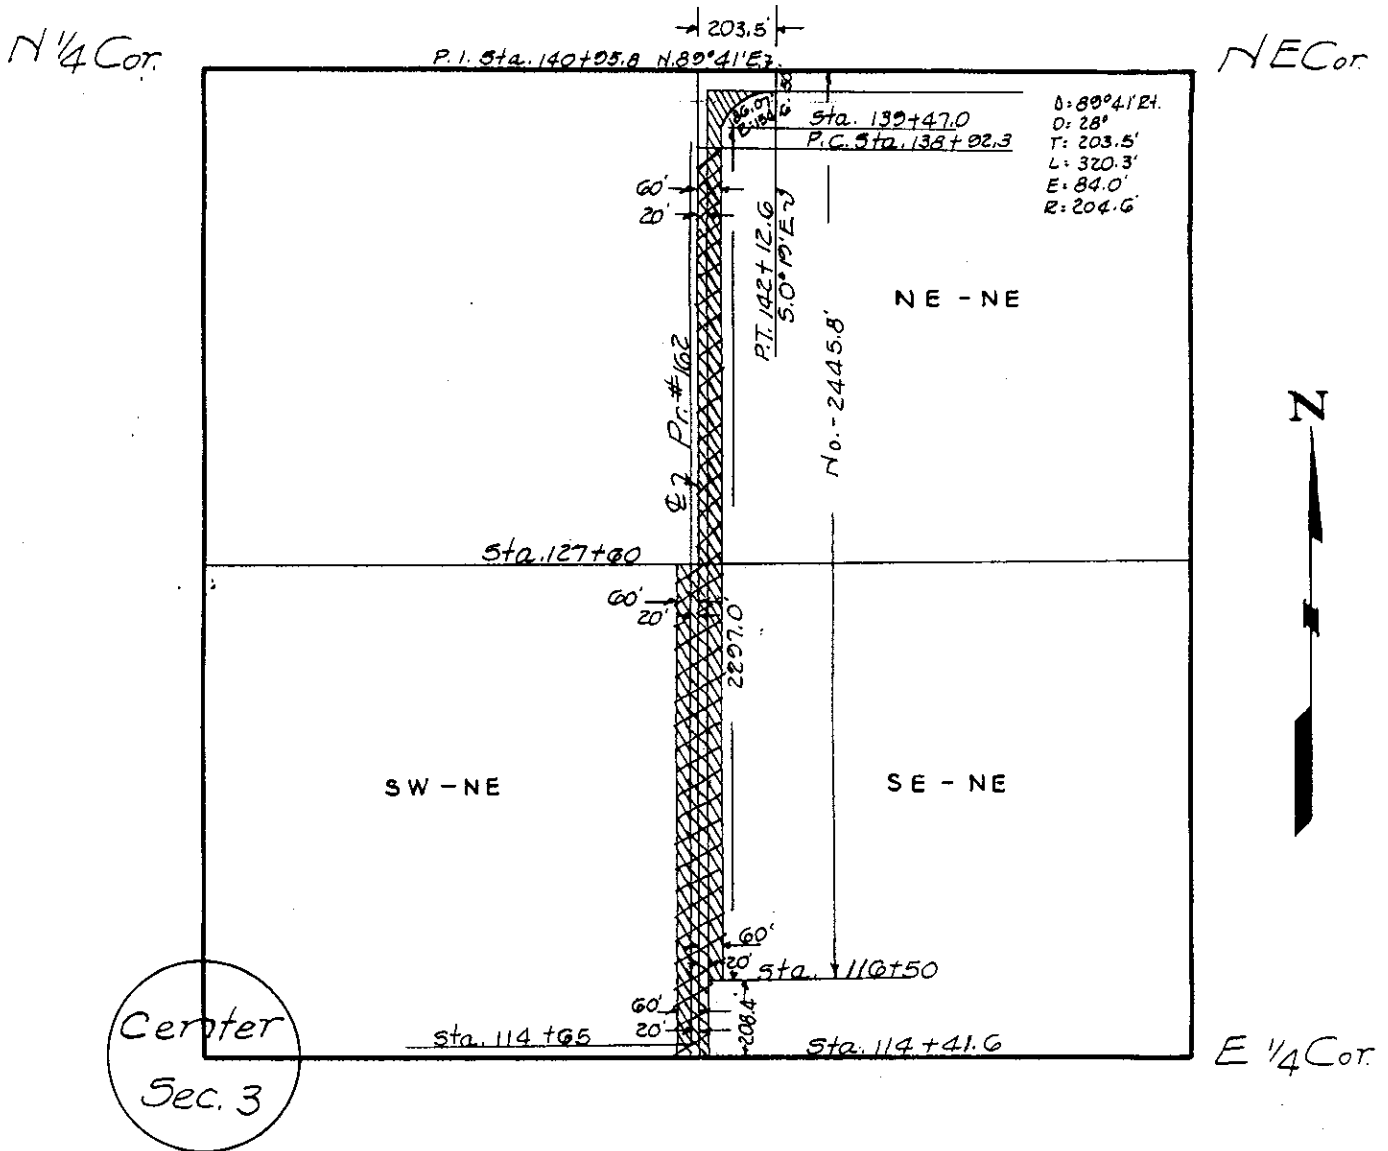 203.5'
N 1/4 Cor.
P.I. Sta. 140+95.8 N.89°41'E
NE Cor.
Δ: 89°41' Rt.
D: 28°
T: 203.5'
L: 320.3'
E: 84.0'
R: 204.6'
Sta. 139+47.0
P.C. Sta. 138+92.3
60'
20'
P.T. 142+12.6
S.0°19'E
NE - NE
No. - 2445.8'
Pr. #162
N
Sta. 127+60
60'
20'
2297.0'
SW - NE
SE - NE
60'
20'
Sta. 116+50
60'
20'
208.4'
Sta. 114+65
Sta. 114+41.6
E 1/4 Cor.
Center
Sec. 3